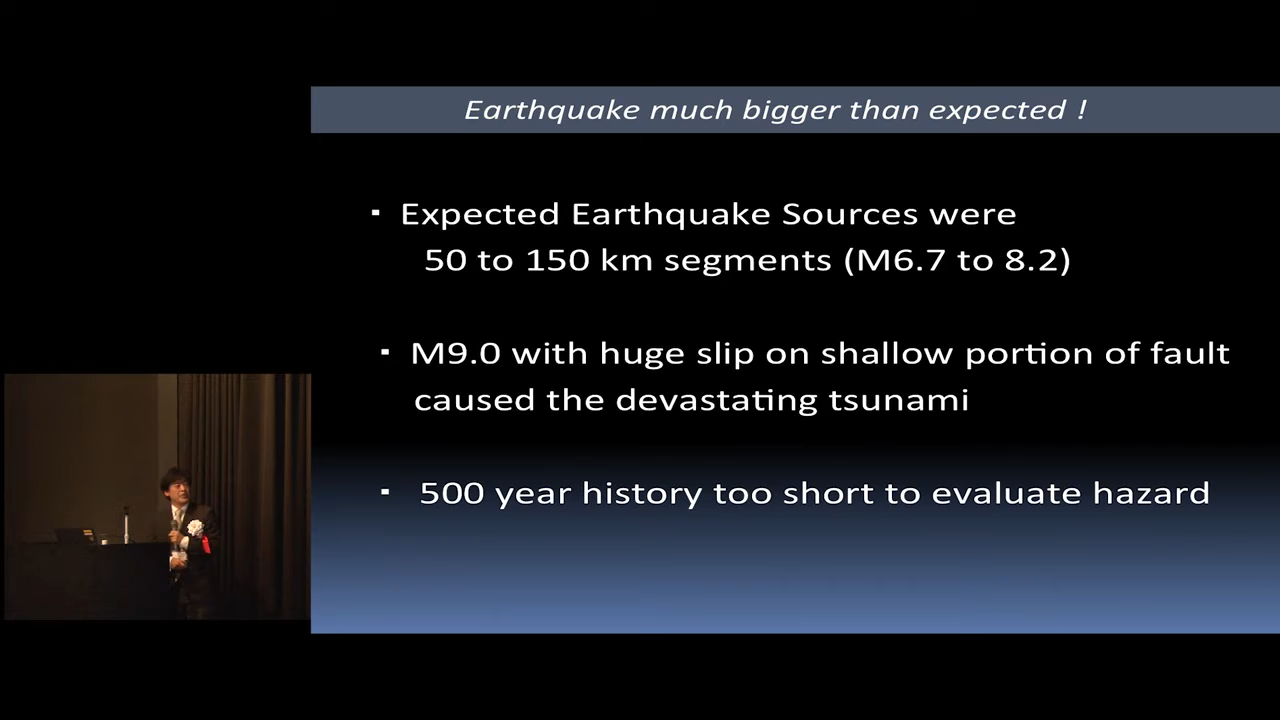 Earthquake much bigger than expected !
▪ Expected Earthquake Sources were
50 to 150 km segments (M6.7 to 8.2)
▪ M9.0 with huge slip on shallow portion of fault
caused the devastating tsunami
▪ 500 year history too short to evaluate hazard